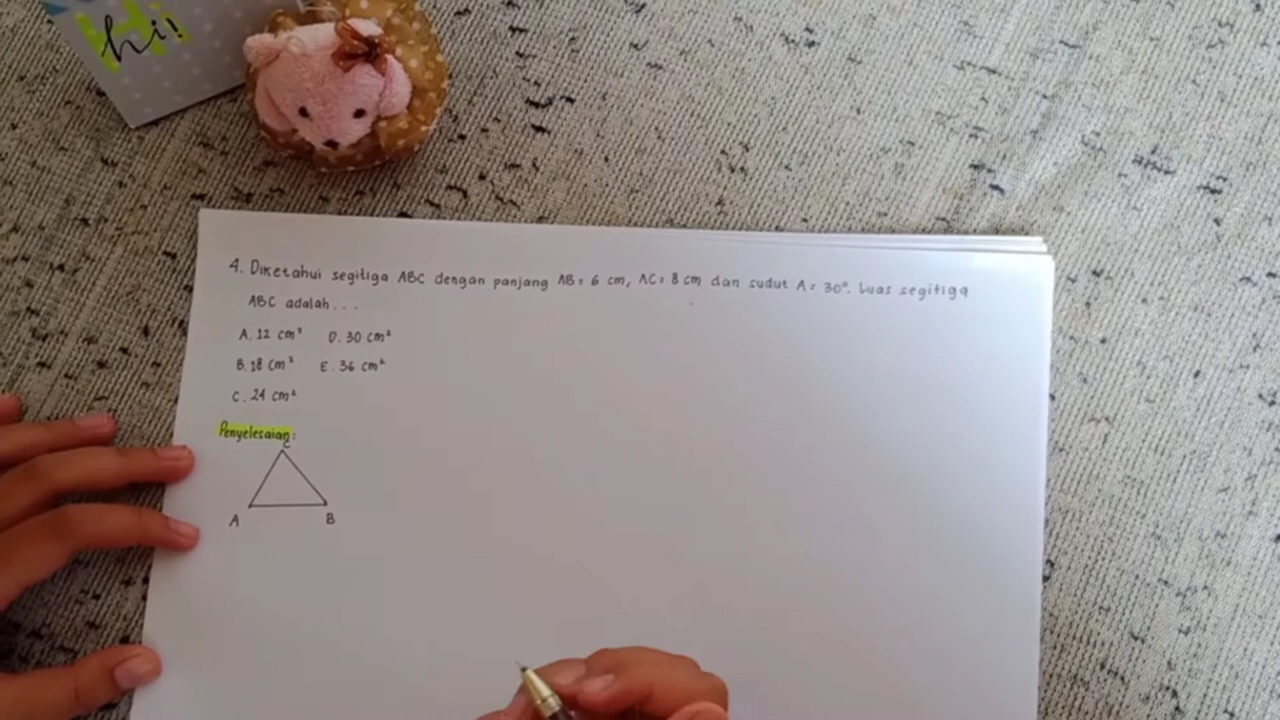 hi!
4. Diketahui segitiga ABC dengan panjang AB = 6 cm, AC = 8 cm dan sudut A = 30°. Luas segitiga
ABC adalah...
A. 12 cm² D. 30 cm²
B. 18 cm² E. 36 cm²
C. 24 cm²
Penyelesaian:
C
A B